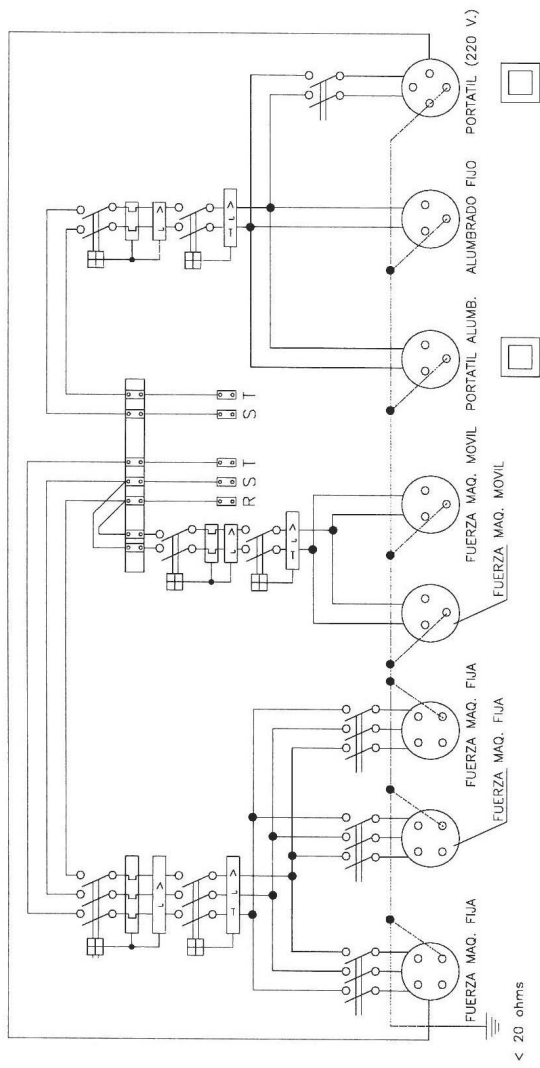 R
S
T
S
T
FUERZA MAQ. FIJA
FUERZA MAQ. FIJA
FUERZA MAQ. FIJA
FUERZA MAQ. MOVIL
FUERZA MAQ. MOVIL
PORTATIL ALUMB.
ALUMBRADO FIJO
PORTATIL (220 V.)
< 20 ohms